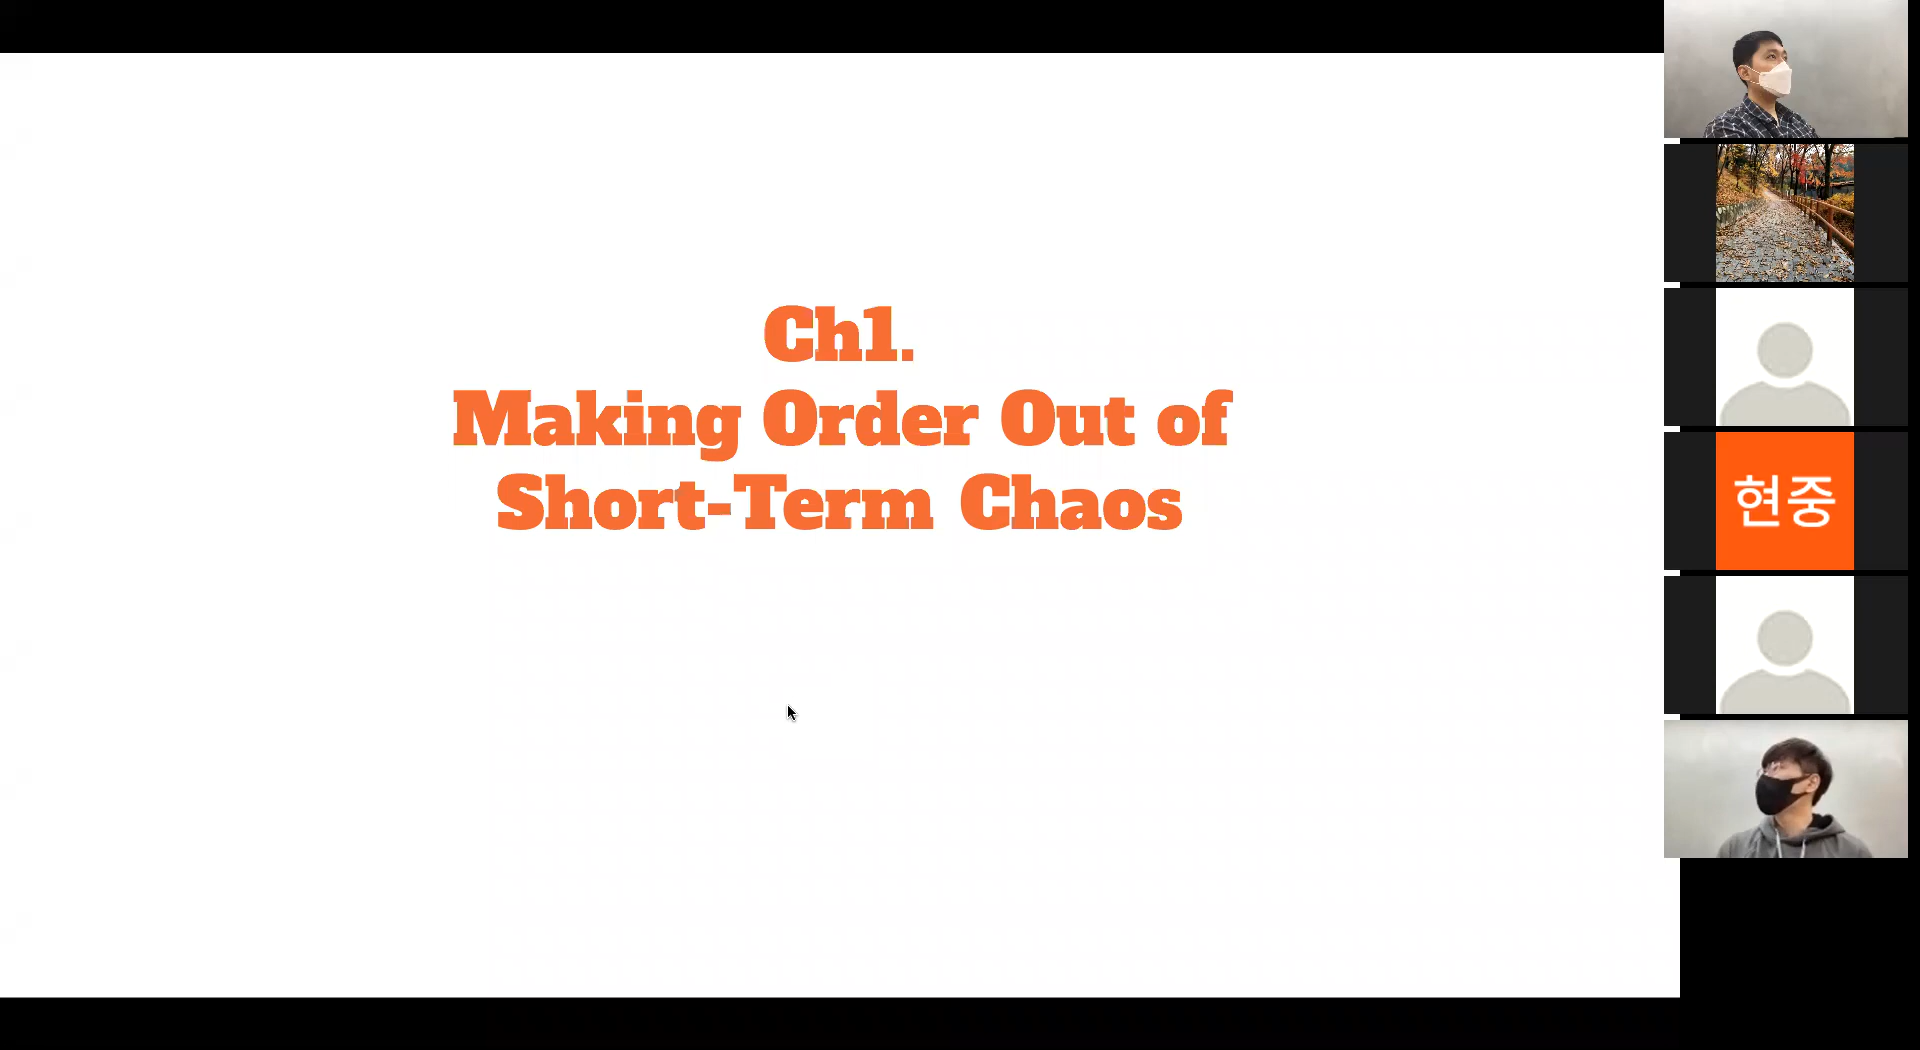 Ch1.
Making Order Out of
Short-Term Chaos
현중